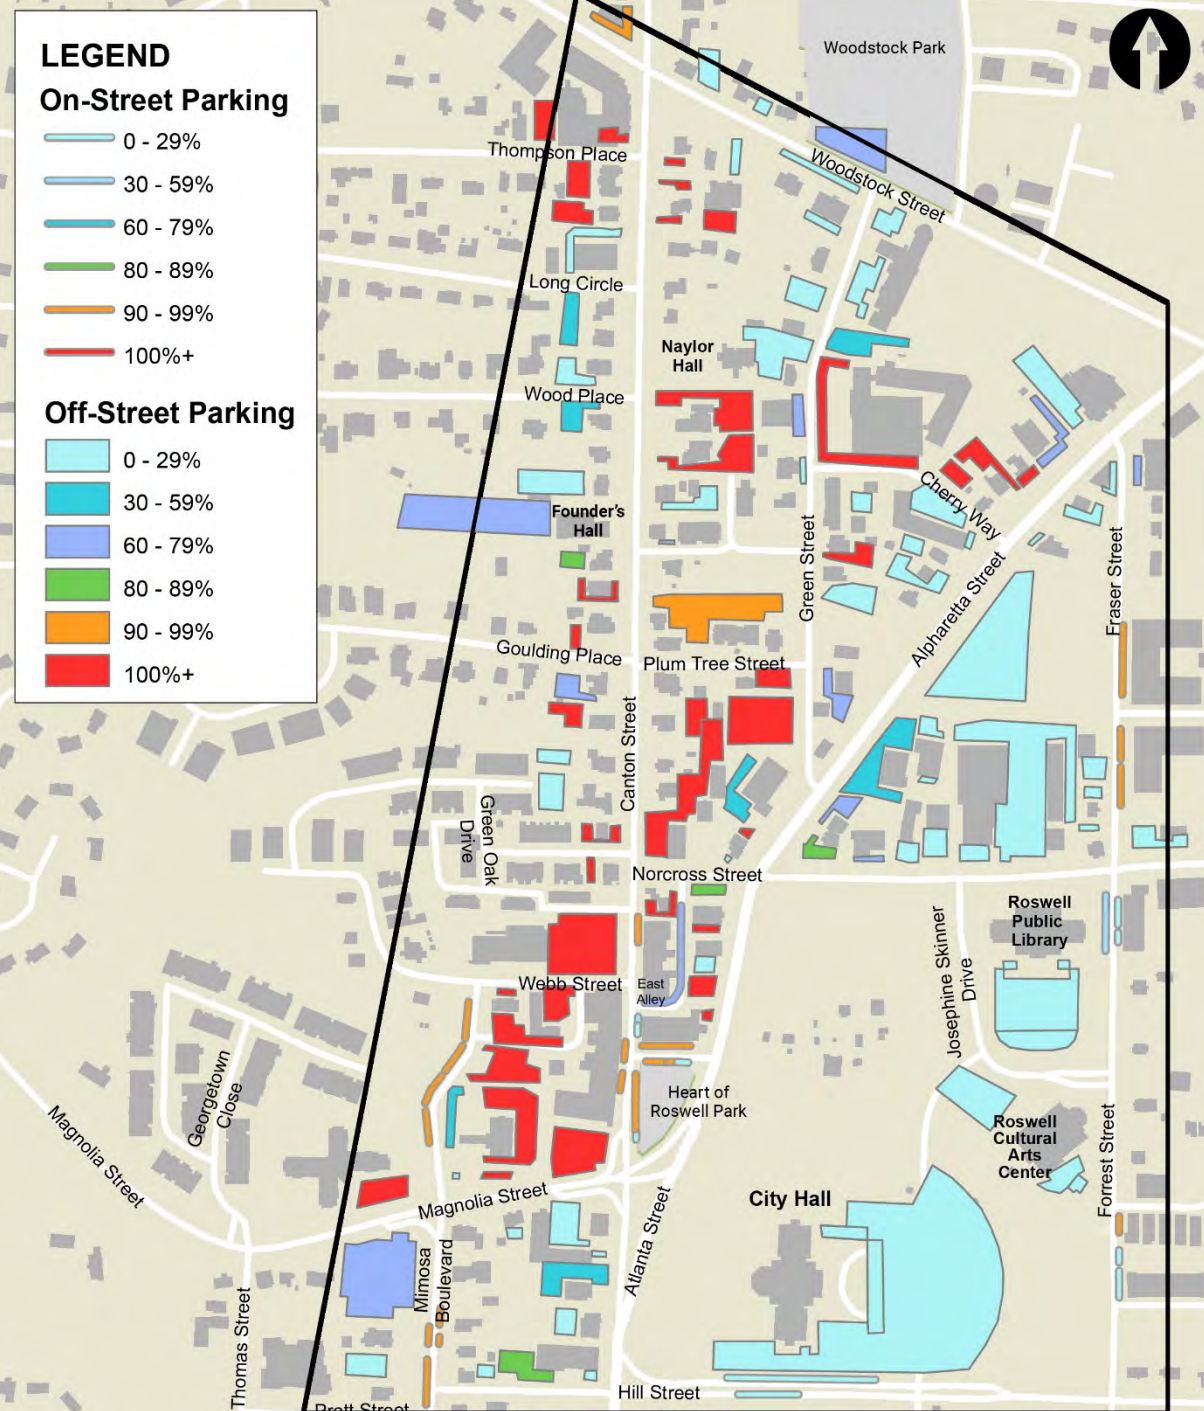 LEGEND
On-Street Parking
0 - 29%
30 - 59%
60 - 79%
80 - 89%
90 - 99%
100%+
Off-Street Parking
0 - 29%
30 - 59%
60 - 79%
80 - 89%
90 - 99%
100%+
Woodstock Park
Thompson Place
Woodstock Street
Long Circle
Naylor
Hall
Wood Place
Cherry Way
Founder's
Hall
Green Street
Fraser Street
Alpharetta Street
Goulding Place
Plum Tree Street
Canton Street
Green Oak
Drive
Norcross Street
Roswell
Public
Library
Josephine Skinner
Drive
Webb Street
East
Alley
Georgetown
Close
Heart of
Roswell Park
Magnolia Street
Roswell
Cultural
Arts
Center
Forrest Street
Magnolia Street
City Hall
Atlanta Street
Mimosa
Boulevard
Thomas Street
Hill Street
Pratt Street